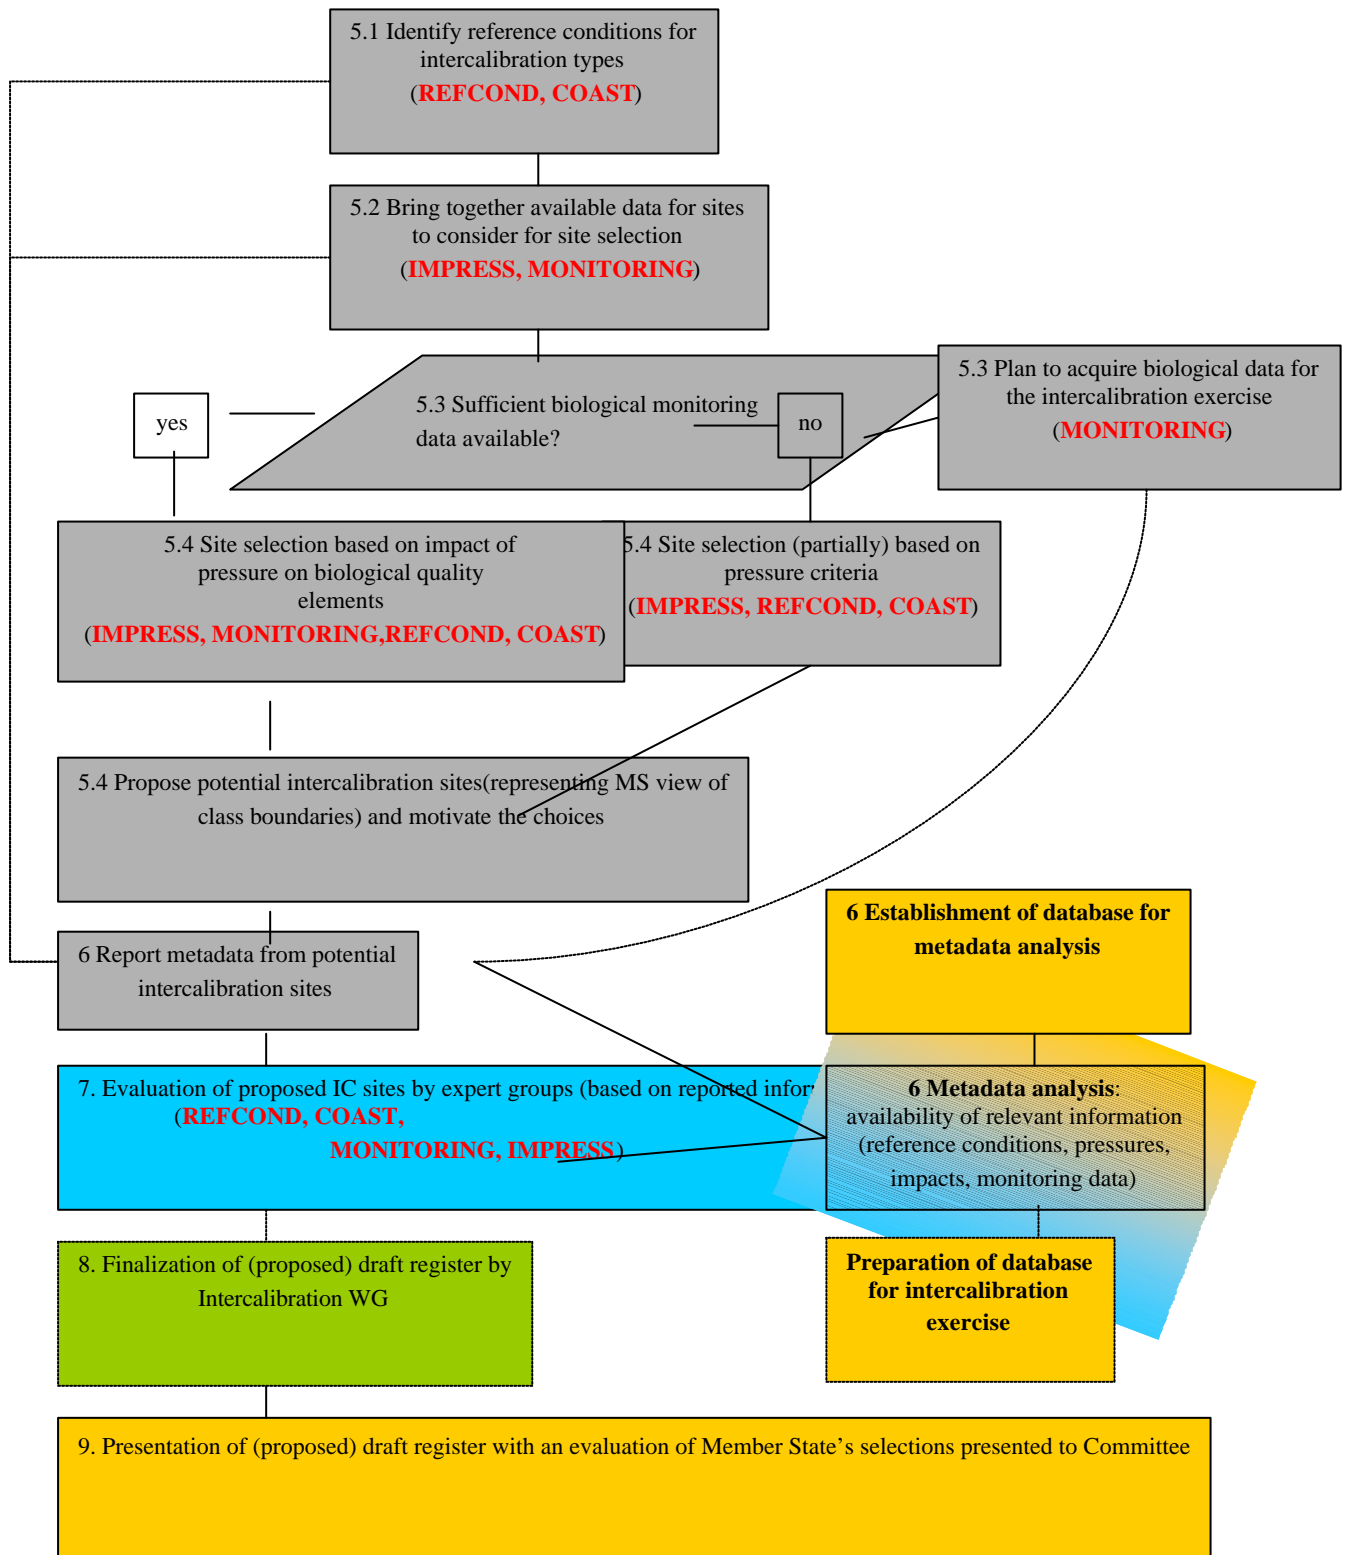 5.1 Identify reference conditions for
intercalibration types
(REFCOND, COAST)
5.2 Bring together available data for sites
to consider for site selection
(IMPRESS, MONITORING)
5.3 Sufficient biological monitoring
data available?
yes
no
5.3 Plan to acquire biological data for
the intercalibration exercise
(MONITORING)
5.4 Site selection based on impact of
pressure on biological quality
elements
(IMPRESS, MONITORING,REFCOND, COAST)
5.4 Site selection (partially) based on
pressure criteria
(IMPRESS, REFCOND, COAST)
5.4 Propose potential intercalibration sites(representing MS view of
class boundaries) and motivate the choices
6 Report metadata from potential
intercalibration sites
6 Establishment of database for
metadata analysis
7. Evaluation of proposed IC sites by expert groups (based on reported
(REFCOND, COAST,
MONITORING, IMPRESS)
6 Metadata analysis:
availability of relevant information
(reference conditions, pressures,
impacts, monitoring data)
8. Finalization of (proposed) draft register by
Intercalibration WG
Preparation of database
for intercalibration
exercise
9. Presentation of (proposed) draft register with an evaluation of Member State’s selections presented to Committee